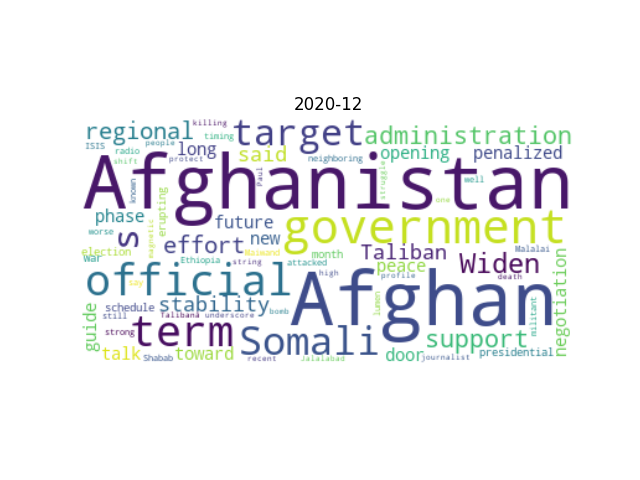 2020-12
killing
regional
target
administration
timing
ISIS
people
radio
long
said
opening
penalized
shift
protect
neighboring
Afghanistan
Paul
struggle
well
known
erupting
one
phase
future
government
worse
s
effort
new
magnetic
Taliban
Malalai
election
Maiwand
month
peace
Widen
war
Ethiopia
attacked
say
string
high
profile
death
official
Afghan
negotiation
schedule
stability
bomb
lumen
militant
guide
still
Talibana
underscore
strong
term
Somali
support
talk
Shabab
toward
recent
Jalalabad
door
journalist
presidential